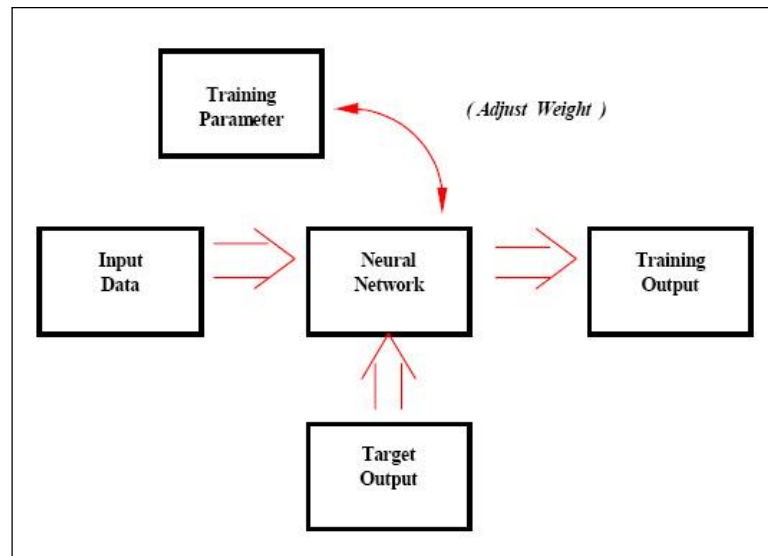 Training
Parameter
( Adjust Weight )
Input
Data
Neural
Network
Training
Output
Target
Output